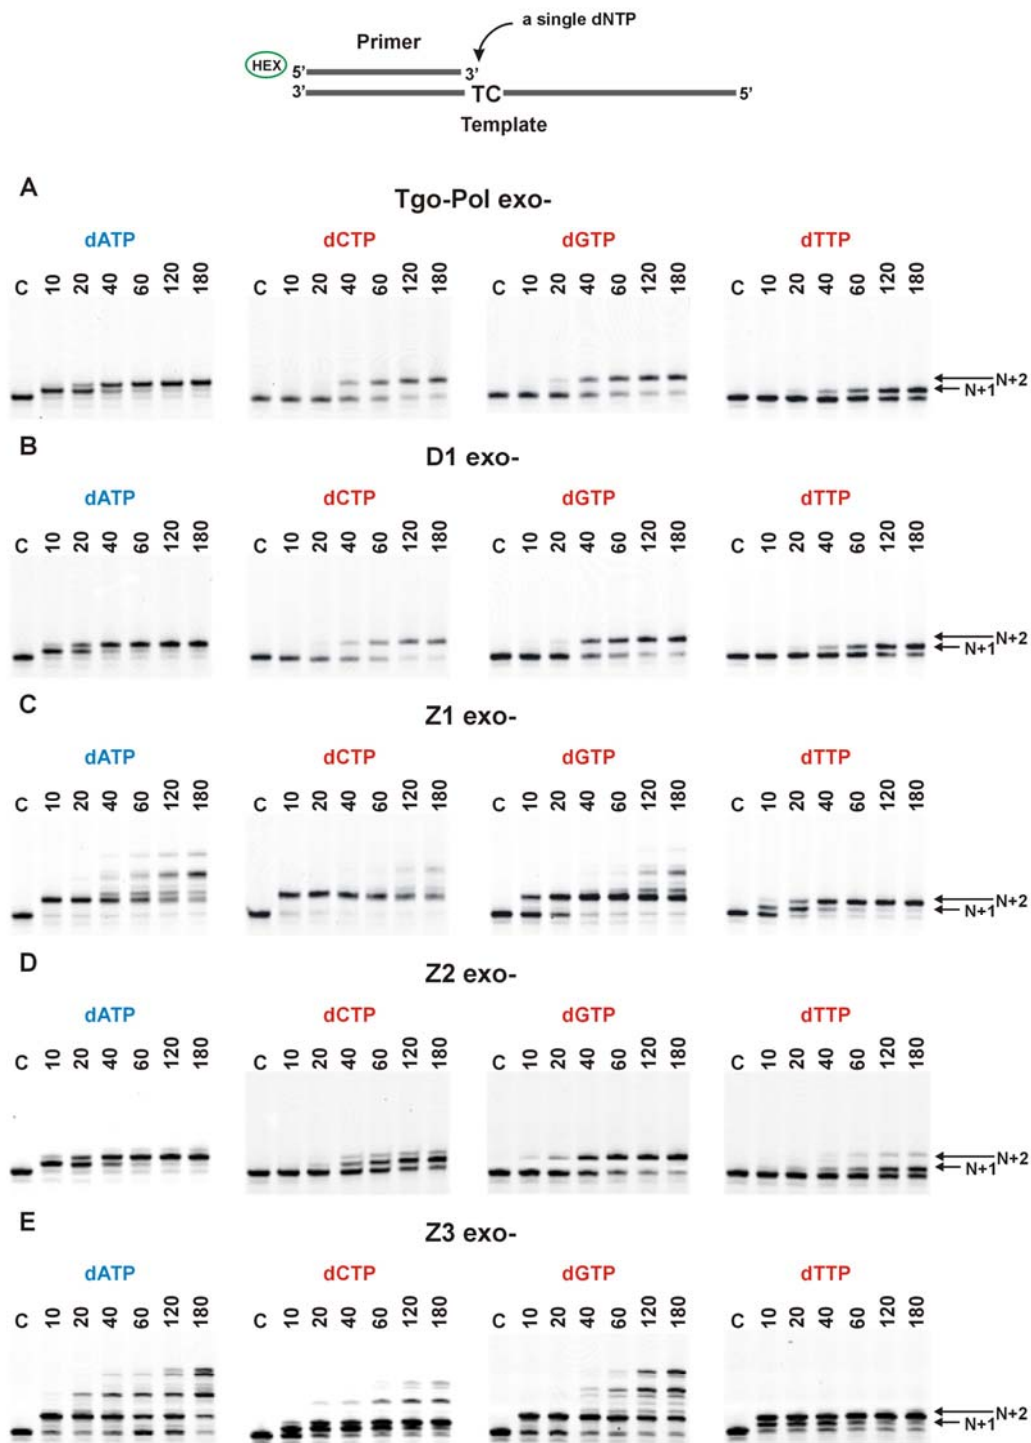 a single dNTP
Primer
HEX 5' 3'
3' TC 5'
Template
A
Tgo-Pol exo-
dATP dCTP dGTP dTTP
C 10 20 40 60 120 180 C 10 20 40 60 120 180 C 10 20 40 60 120 180 C 10 20 40 60 120 180
N+2
N+1
B
D1 exo-
dATP dCTP dGTP dTTP
C 10 20 40 60 120 180 C 10 20 40 60 120 180 C 10 20 40 60 120 180 C 10 20 40 60 120 180
N+2
N+1
C
Z1 exo-
dATP dCTP dGTP dTTP
C 10 20 40 60 120 180 C 10 20 40 60 120 180 C 10 20 40 60 120 180 C 10 20 40 60 120 180
N+2
N+1
D
Z2 exo-
dATP dCTP dGTP dTTP
C 10 20 40 60 120 180 C 10 20 40 60 120 180 C 10 20 40 60 120 180 C 10 20 40 60 120 180
N+2
N+1
E
Z3 exo-
dATP dCTP dGTP dTTP
C 10 20 40 60 120 180 C 10 20 40 60 120 180 C 10 20 40 60 120 180 C 10 20 40 60 120 180
N+2
N+1